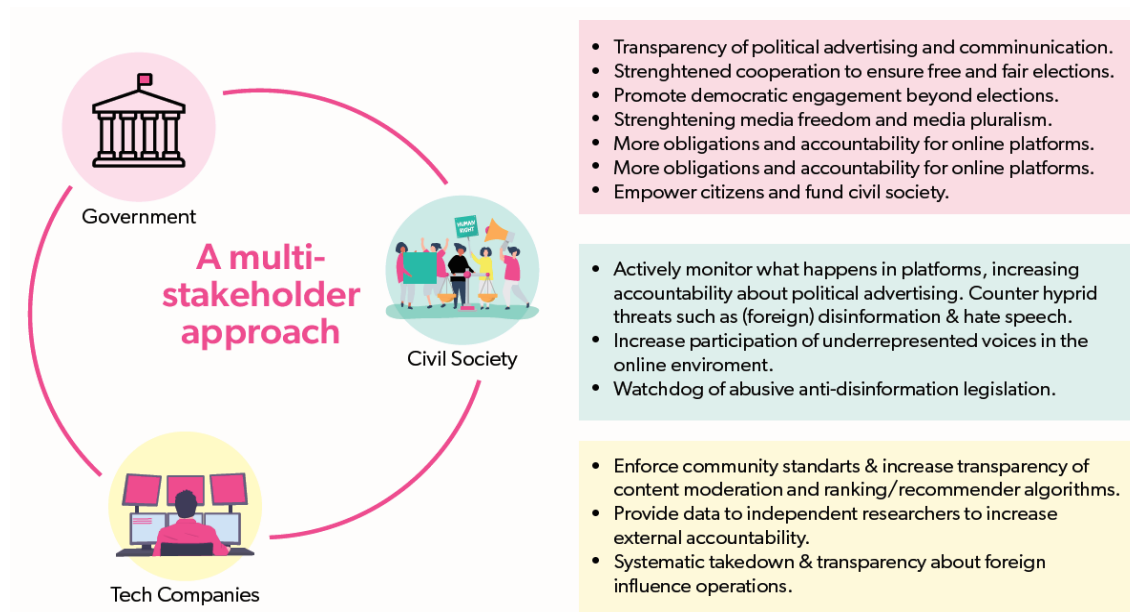 Government
A multi-
stakeholder
approach
HUMAN
RIGHT
Civil Society
Tech Companies
• Transparency of political advertising and comminunication.
• Strenghtened cooperation to ensure free and fair elections.
• Promote democratic engagement beyond elections.
• Strenghtening media freedom and media pluralism.
• More obligations and accountability for online platforms.
• More obligations and accountability for online platforms.
• Empower citizens and fund civil society.
• Actively monitor what happens in platforms, increasing
accountability about political advertising. Counter hyprid
threats such as (foreign) disinformation & hate speech.
• Increase participation of underrepresented voices in the
online enviroment.
• Watchdog of abusive anti-disinformation legislation.
• Enforce community standarts & increase transparency of
content moderation and ranking/recommender algorithms.
• Provide data to independent researchers to increase
external accountability.
• Systematic takedown & transparency about foreign
influence operations.